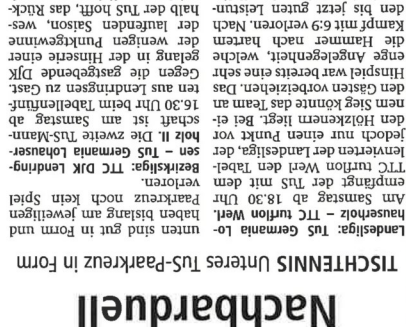 Nachbarduell
TISCHTENNIS Unteres TuS-Paarkreuz in Form
Landesliga: TuS Germania Lo-
hauserholz – TTC turflon Werl.
Am Samstag ab 18.30 Uhr
empfängt der TuS mit dem
TTC turflon Werl den Tabel-
lenvierten der Landesliga, der
jedoch nur einen Punkt vor
den Hölzkenern liegt. Bei ei-
nem Sieg könnte das Team an
den Gästen vorbeiziehen. Das
Hinspiel war bereits eine sehr
enge Angelegenheit, welche
die Hammer nach hartem
Kampf mit 6:9 verloren. Nach
den bis jetzt guten Leistun-
unten sind gut in Form und
haben bislang am jeweiligen
Paarkreuz noch kein Spiel
verloren.
Bezirksliga: TTC DJK Lendring-
sen – TuS Germania Lohauser-
holz II. Die zweite TuS-Mann-
schaft ist am Samstag ab
16.30 Uhr beim Tabellenfünf-
ten aus Lendringsen zu Gast.
Gegen die gastgebende DJK
gelang in der Hinserie einer
der wenigen Punktgewinne
der laufenden Saison, wes-
halb der TuS hofft, das Rück-